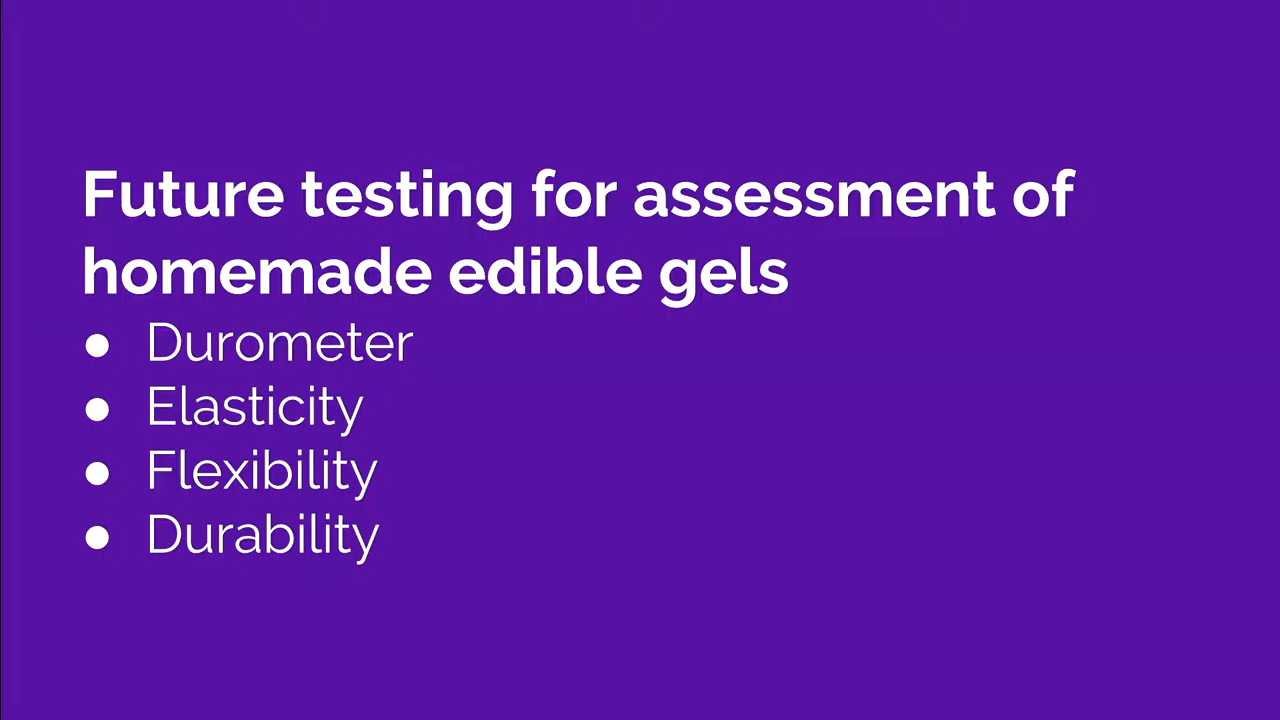 Future testing for assessment of
homemade edible gels
● Durometer
● Elasticity
● Flexibility
● Durability